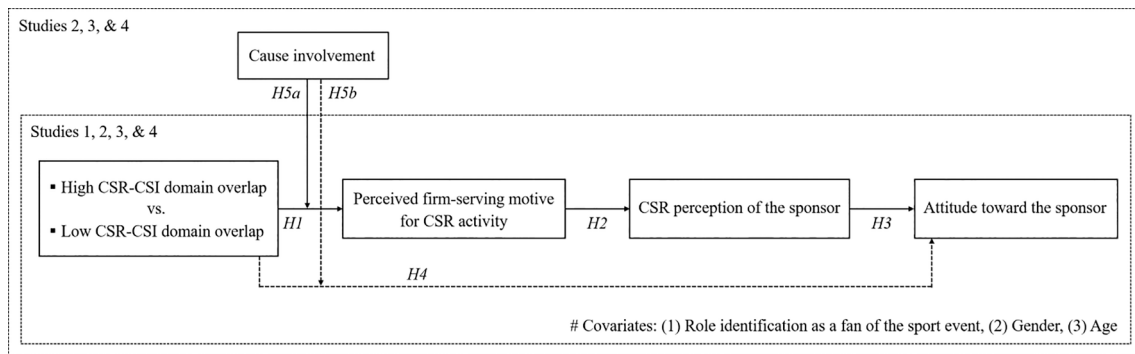 Studies 2, 3, & 4
Cause involvement
H5a
H5b
Studies 1, 2, 3, & 4
▪ High CSR-CSI domain overlap
vs.
▪ Low CSR-CSI domain overlap
H1
Perceived firm-serving motive
for CSR activity
H2
CSR perception of the sponsor
H3
Attitude toward the sponsor
H4
# Covariates: (1) Role identification as a fan of the sport event, (2) Gender, (3) Age